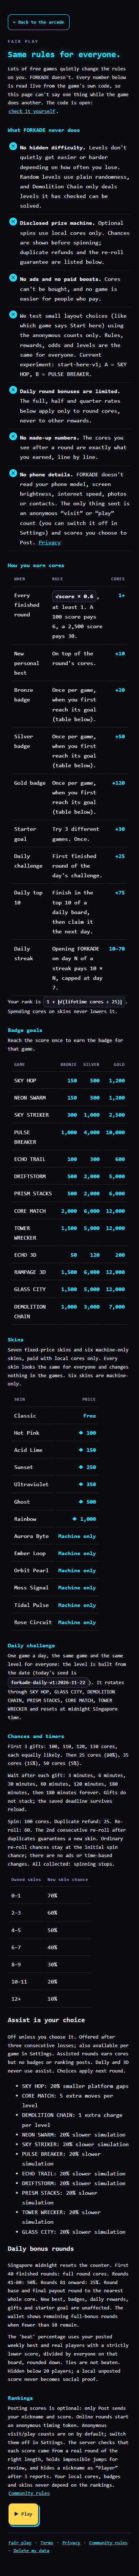 ← Back to the arcade
FAIR PLAY
Same rules for everyone.
Lots of free games quietly change the rules on
you. FORKADE doesn't. Every number below
is read live from the game's own code, so this
page can't say one thing while the game
does another. The code is open:
check it yourself.
What FORKADE never does
No hidden difficulty. Levels don't
quietly get easier or harder
depending on how often you lose.
Random levels use plain randomness,
and Demolition Chain only deals
levels it has checked can be
solved.
Disclosed prize machine. Optional
spins use local cores only. Chances
are shown before spinning;
duplicate refunds and the re-roll
guarantee are listed below.
No ads and no paid boosts. Cores
can't be bought, and no game is
easier for people who pay.
We test small layout choices (like
which game says Start here) using
the anonymous counts only. Rules,
rewards, odds and levels are the
same for everyone. Current
experiment: start-here-v1; A = SKY
HOP, B = PULSE BREAKER.
Daily round bonuses are limited.
The full, half and quarter rates
below apply only to round cores,
never to other rewards.
No made-up numbers. The cores you
see after a round are exactly what
you earned, line by line.
No phone details. FORKADE doesn't
read your phone model, screen
brightness, internet speed, photos
or contacts. The only thing sent is
an anonymous "visit" or "play"
count (you can switch it off in
Settings) and scores you choose to
Post. Privacy
How you earn cores
WHEN RULE CORES
Every finished round √score × 0.6, at least 1. A 100 score pays 6, a 2,500 score pays 30. 1+
New personal best On top of the round's cores. +10
Bronze badge Once per game, when you first reach its goal (table below). +20
Silver badge Once per game, when you first reach its goal (table below). +50
Gold badge Once per game, when you first reach its goal (table below). +120
Starter goal Try 3 different games. Once. +30
Daily challenge First finished round of the day's challenge. +25
Daily top 10 Finish in the top 10 of a daily board, then claim it the next day. +75
Daily streak Opening FORKADE on day N of a streak pays 10 × N, capped at day 7. 10–70
Your rank is 1 + ⌊√(lifetime cores ÷ 25)⌋.
Spending cores on skins never lowers it.
Badge goals
Reach the score once to earn the badge for
that game.
GAME BRONZE SILVER GOLD
SKY HOP 150 500 1,200
NEON SWARM 150 500 1,200
SKY STRIKER 300 1,000 2,500
PULSE BREAKER 1,000 4,000 10,000
ECHO TRAIL 100 300 600
DRIFTSTORM 500 2,000 5,000
PRISM STACKS 500 2,000 6,000
CORE MATCH 2,000 6,000 12,000
TOWER WRECKER 1,500 5,000 12,000
ECHO 3D 50 120 200
RAMPAGE 3D 1,500 6,000 12,000
GLASS CITY 1,500 5,000 12,000
DEMOLITION CHAIN 1,000 3,000 7,000
Skins
Seven fixed-price skins and six machine-only
skins, paid with local cores only. Every
skin looks the same for everyone and changes
nothing in the games. Six skins are machine-
only.
SKIN PRICE
Classic Free
Hot Pink 100
Acid Lime 150
Sunset 250
Ultraviolet 350
Ghost 500
Rainbow 1,000
Aurora Byte Machine only
Ember Loop Machine only
Orbit Pearl Machine only
Moss Signal Machine only
Tidal Pulse Machine only
Rose Circuit Machine only
Daily challenge
One game a day, the same game and the same
level for everyone: the level is built from
the date (today's seed is
forkade-daily-v1:2026-11-22). It rotates
through SKY HOP, GLASS CITY, DEMOLITION
CHAIN, PRISM STACKS, CORE MATCH, TOWER
WRECKER and resets at midnight Singapore
time.
Chances and timers
First 3 gifts: 100, 110, 120, 130 cores,
each equally likely. Then 25 cores (80%), 35
cores (15%), 50 cores (5%).
Wait after each gift: 3 minutes, 6 minutes,
30 minutes, 60 minutes, 120 minutes, 180
minutes, then 180 minutes forever. Gifts do
not stack; the saved deadline survives
reload.
Spin: 100 cores. Duplicate refund: 25. Re-
roll: 60. The 2nd consecutive re-roll after
duplicates guarantees a new skin. Ordinary
re-roll chances stay at the initial spin
chance; there are no ads or time-based
changes. All collected: spinning stops.
Owned skins New skin chance
0–1 70%
2–3 60%
4–5 50%
6–7 40%
8–9 30%
10–11 20%
12+ 10%
Assist is your choice
Off unless you choose it. Offered after
three consecutive losses; also available per
game in Settings. Assisted rounds earn cores
but no badges or ranking posts. Daily and 3D
never use assist. Choices apply next round.
• SKY HOP: 20% smaller platform gaps
• CORE MATCH: 5 extra moves per
level
• DEMOLITION CHAIN: 1 extra charge
per level
• NEON SWARM: 20% slower simulation
• SKY STRIKER: 20% slower simulation
• PULSE BREAKER: 20% slower
simulation
• ECHO TRAIL: 20% slower simulation
• DRIFTSTORM: 20% slower simulation
• PRISM STACKS: 20% slower
simulation
• TOWER WRECKER: 20% slower
simulation
• GLASS CITY: 20% slower simulation
Daily bonus rounds
Singapore midnight resets the counter. First
40 finished rounds: full round cores. Rounds
41–80: 50%. Rounds 81 onward: 25%. Round
base and final payout round to the nearest
whole core. New best, badges, daily rewards,
gifts and starter goal are unaffected. The
wallet shows remaining full-bonus rounds
when fewer than 10 remain.
The "beat" percentage uses your posted
weekly best and real players with a strictly
lower score, divided by everyone on that
board, rounded down. Ties are not beaten.
Hidden below 20 players; a local unposted
score never becomes social proof.
Rankings
Posting scores is optional: only Post sends
your nickname and score. Online rounds start
an anonymous timing token. Anonymous
visit/play counts are on by default; switch
them off in Settings. The server checks that
each score came from a real round of the
right length, holds impossible jumps for
review, and hides a nickname as "Player"
after 3 reports. Your local cores, badges
and skins never depend on the rankings.
Community rules
▶ Play
Fair play · Terms · Privacy · Community rules
· Delete my data